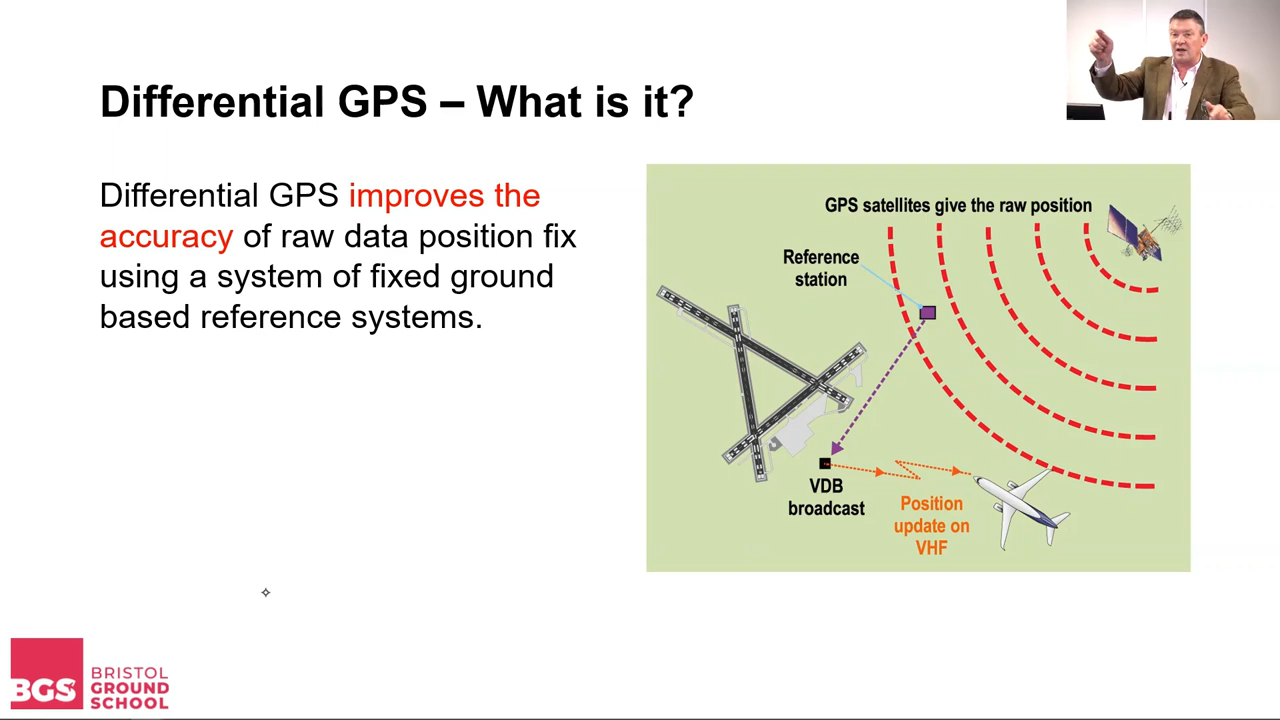 Differential GPS – What is it?
Differential GPS improves the
accuracy of raw data position fix
using a system of fixed ground
based reference systems.
GPS satellites give the raw position
Reference
station
VDB
broadcast
Position
update on
VHF
BGS
BRISTOL
GROUND
SCHOOL